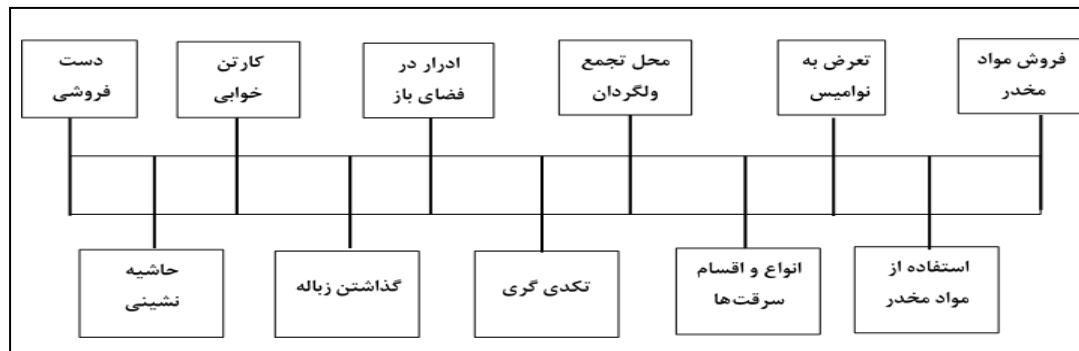 فروش مواد
مخدر
تعرض به
نوامیس
محل تجمع
ولگردان
ادرار در
فضای باز
کارتن
خوابی
دست
فروشی
استفاده از
مواد مخدر
انواع و اقسام
سرقت‌ها
تکدی گری
گذاشتن زباله
حاشیه
نشینی